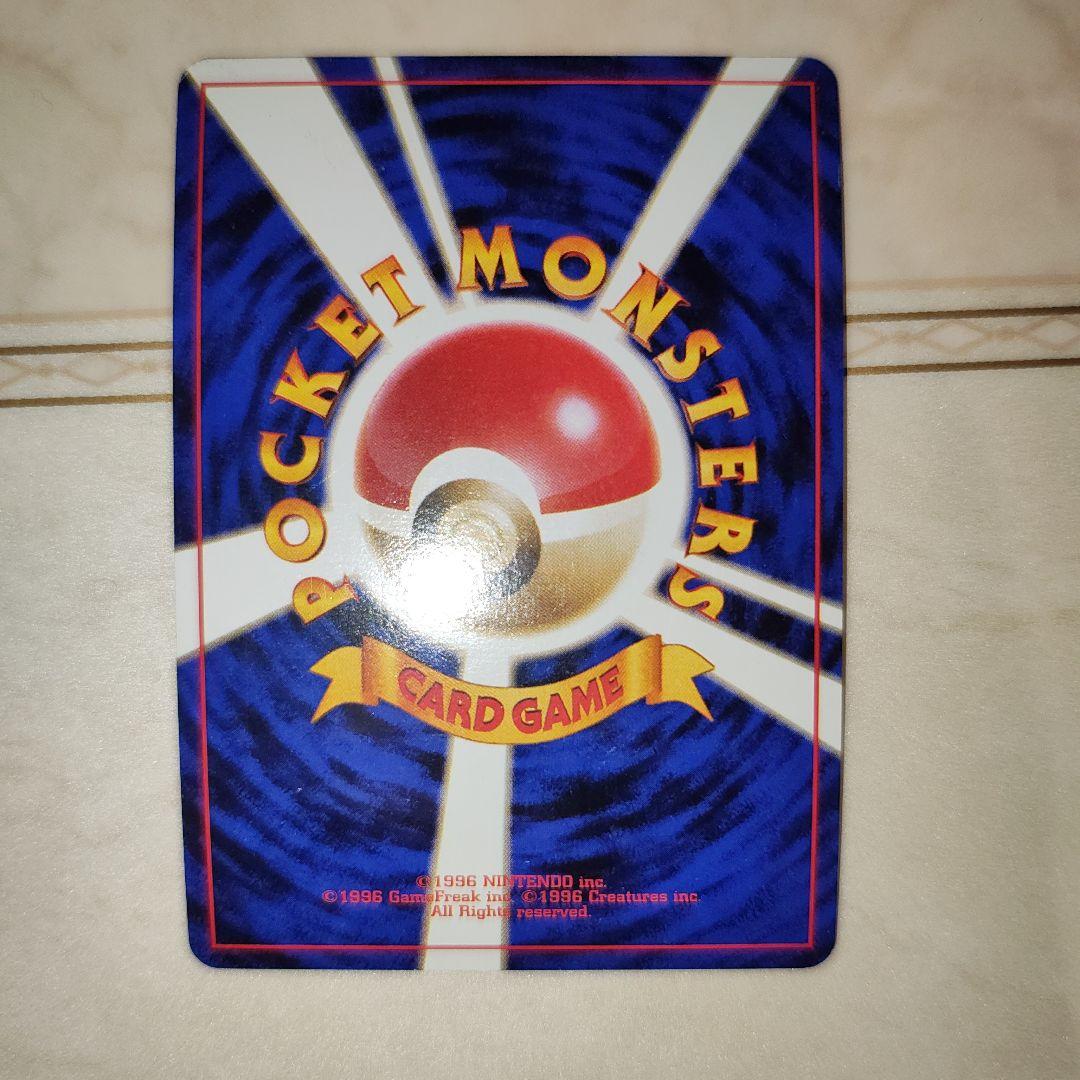 POCKET MONSTERS
CARD GAME
©1996 NINTENDO inc.
©1996 GameFreak inc. ©1996 Creatures inc.
All Rights reserved.